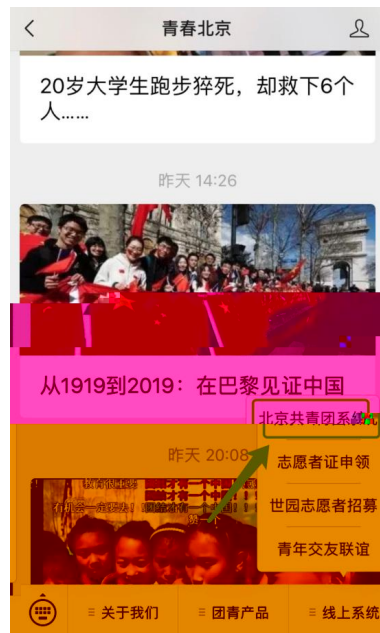 青春北京
20岁大学生跑步猝死，却救下6个
人……
昨天 14:26
从1919到2019：在巴黎见证中国
北京共青团系统
昨天 20:08
志愿者证申领
世园志愿者招募
青年交友联谊
关于我们
团青产品
线上系统